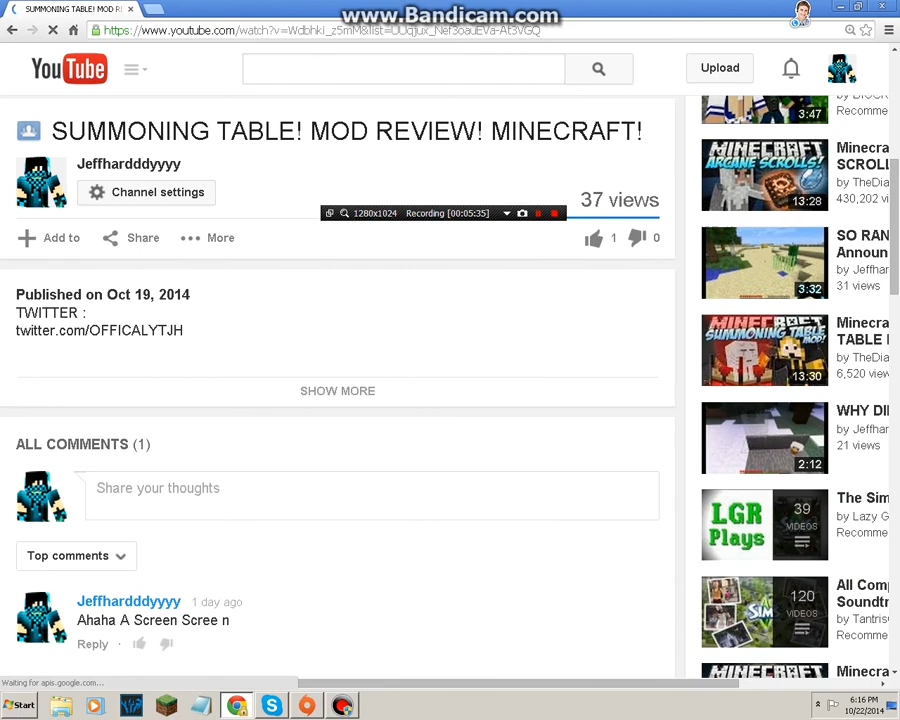 SUMMONING TABLE! MOD RE
www.Bandicam.com
https://www.youtube.com/watch?v=
YouTube
Upload
3:47
Recomme
SUMMONING TABLE! MOD REVIEW! MINECRAFT!
Jeffhardddyyyy
Channel settings
37 views
1280x1024 Recording [00:05:35]
Add to Share More 1 0
Published on Oct 19, 2014
TWITTER :
twitter.com/OFFICALYTJH
SHOW MORE
ALL COMMENTS (1)
Share your thoughts
Top comments
Jeffhardddyyyy 1 day ago
Ahaha A Screen Scree n
Reply
MINECRAFT
ARCANE SCROLLS!
13:28
Minecra
SCROLL
by TheDia
430,202 vi
3:32
SO RAN
Announ
by Jeffhar
31 views
MINECRAFT
SUMMONING TABLE
MOD!
13:30
Minecra
TABLE
by TheDia
6,520 view
2:12
WHY DI
by Jeffhar
21 views
LGR
Plays
39
VIDEOS
The Sim
by Lazy G
Recomme
120
VIDEOS
All Comp
Soundtr
by Tantris
Recomme
MINECRAFT
Minecra
Waiting for apis.google.com...
Start
6:16 PM
10/22/2014